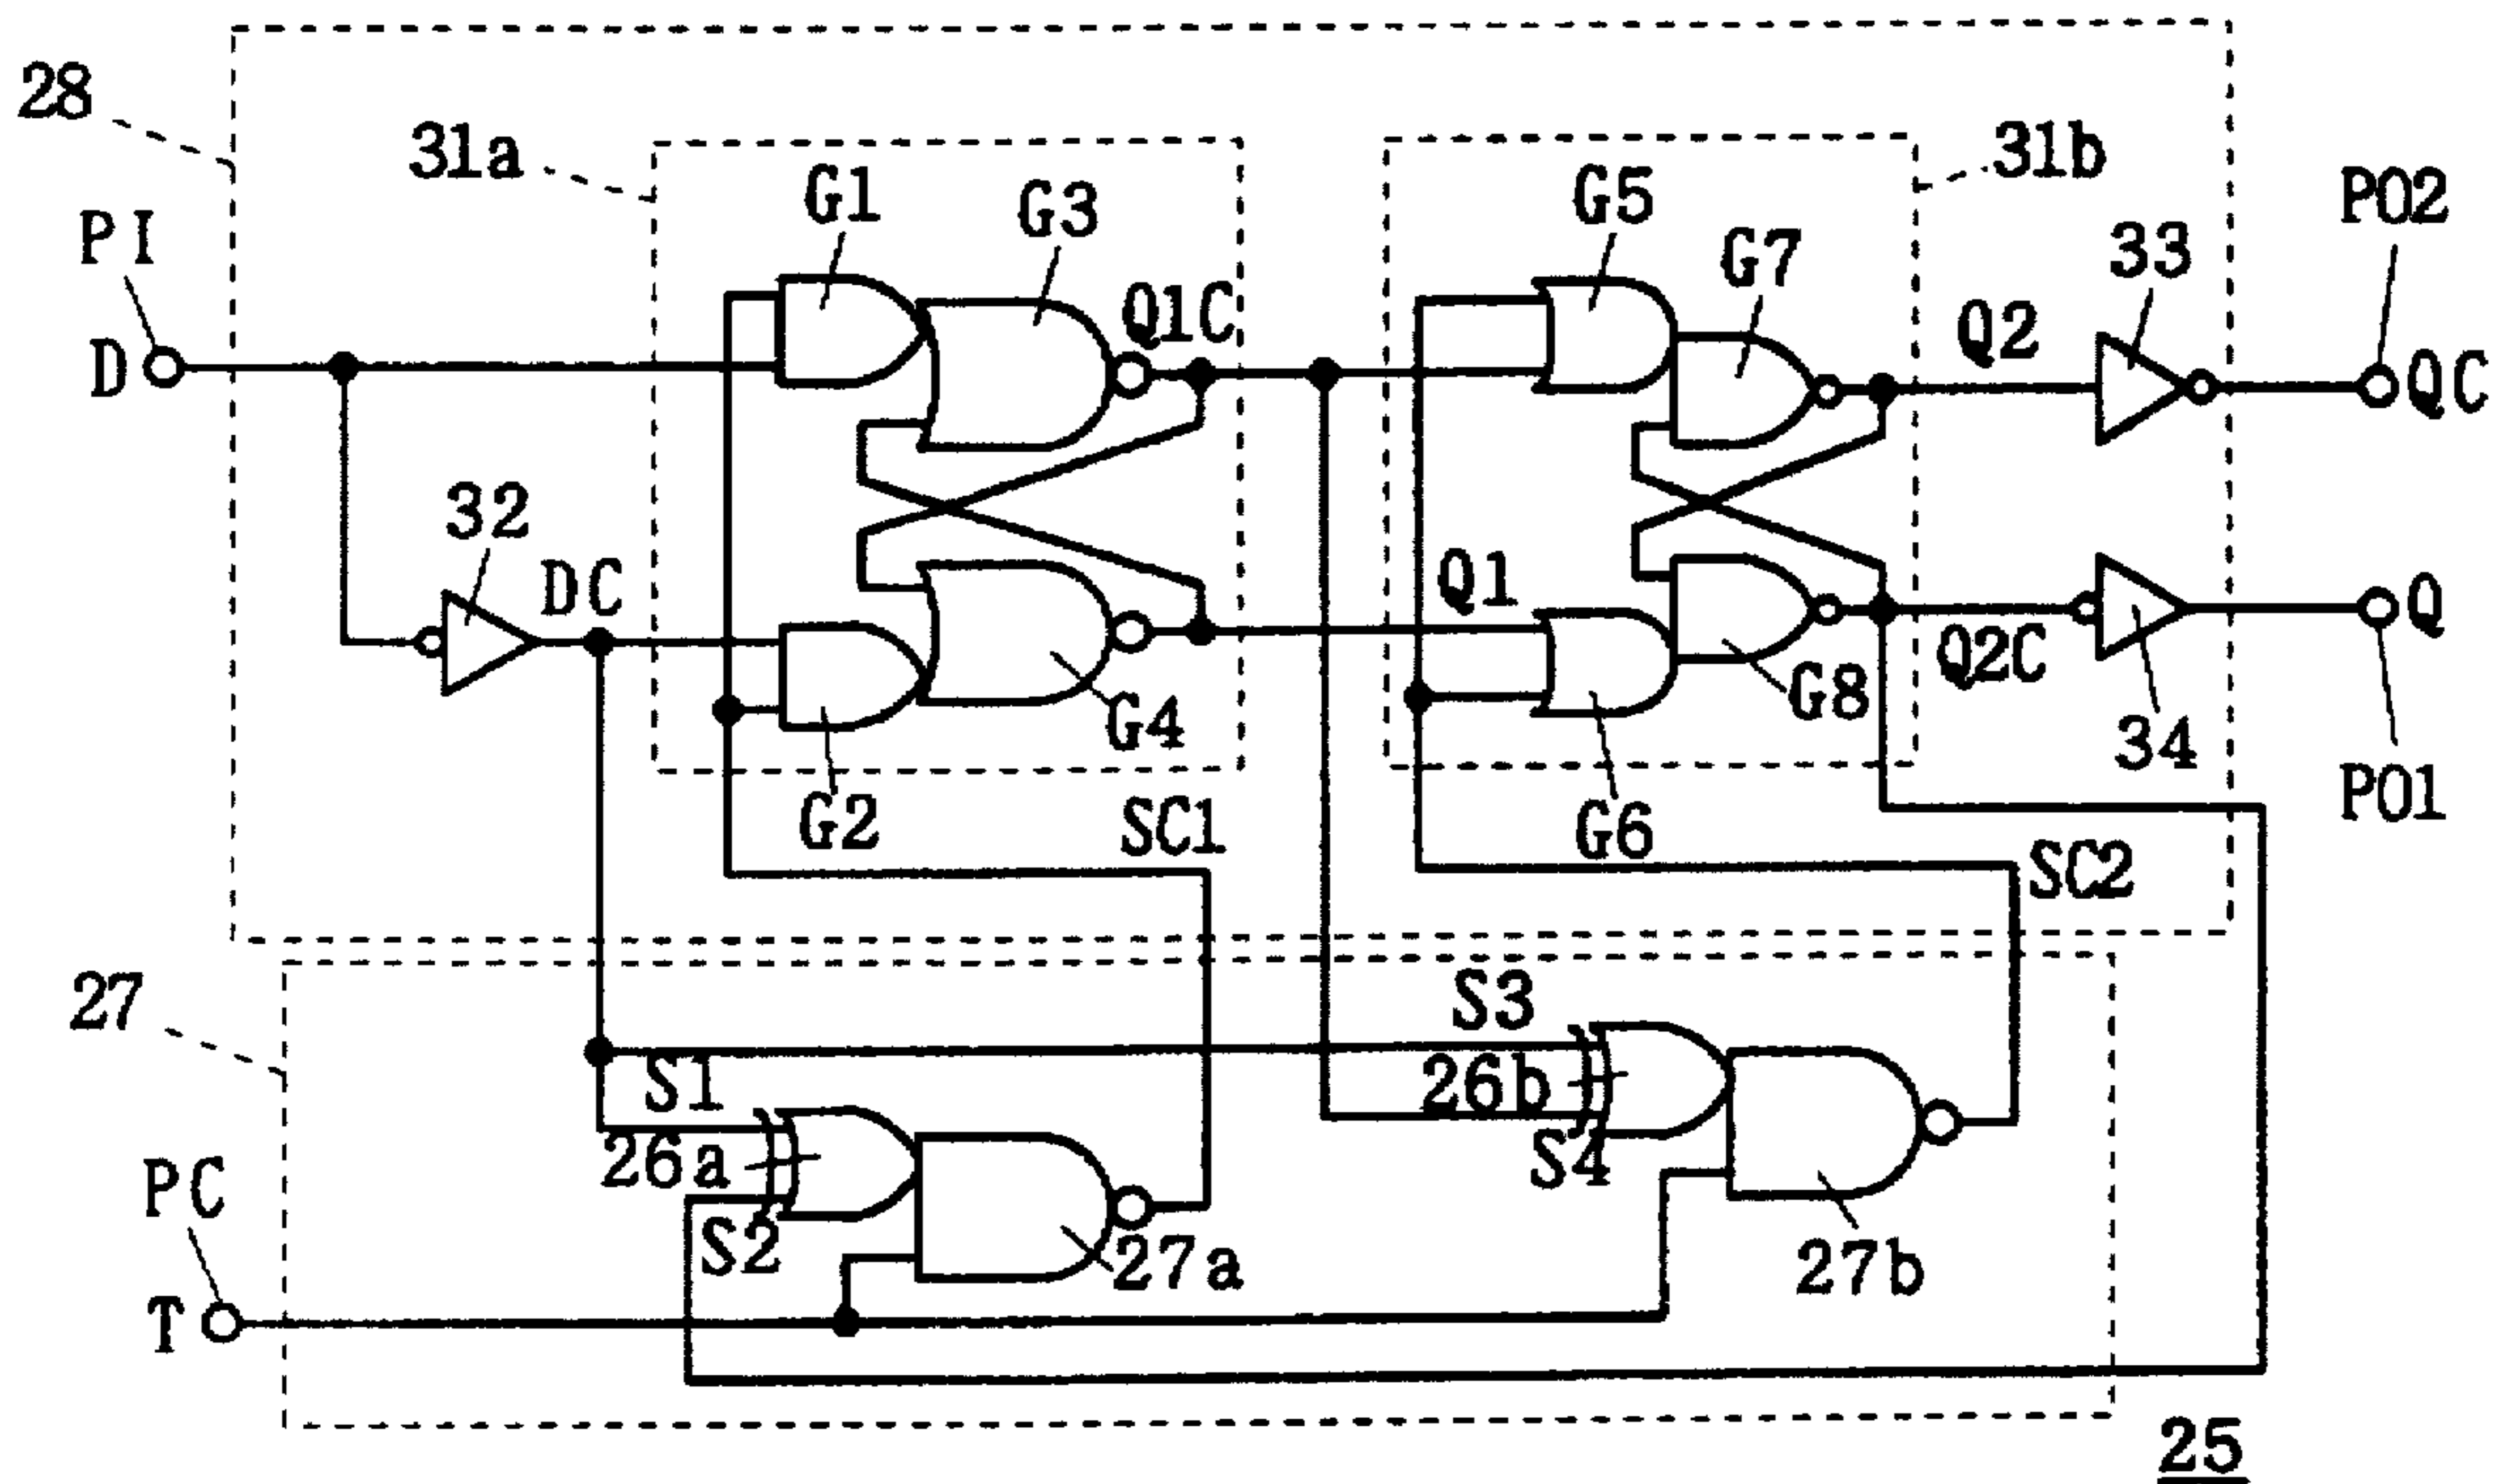 28
31a
G1
G3
Q1C
G5
G7
31b
PO2
33
Q2
QC
PI
D
32
DC
Q1
Q2C
Q
G4
G8
34
PO1
G2
SC1
G6
SC2
27
S3
S1
26b
26a
S4
S2
PC
27a
27b
T
25